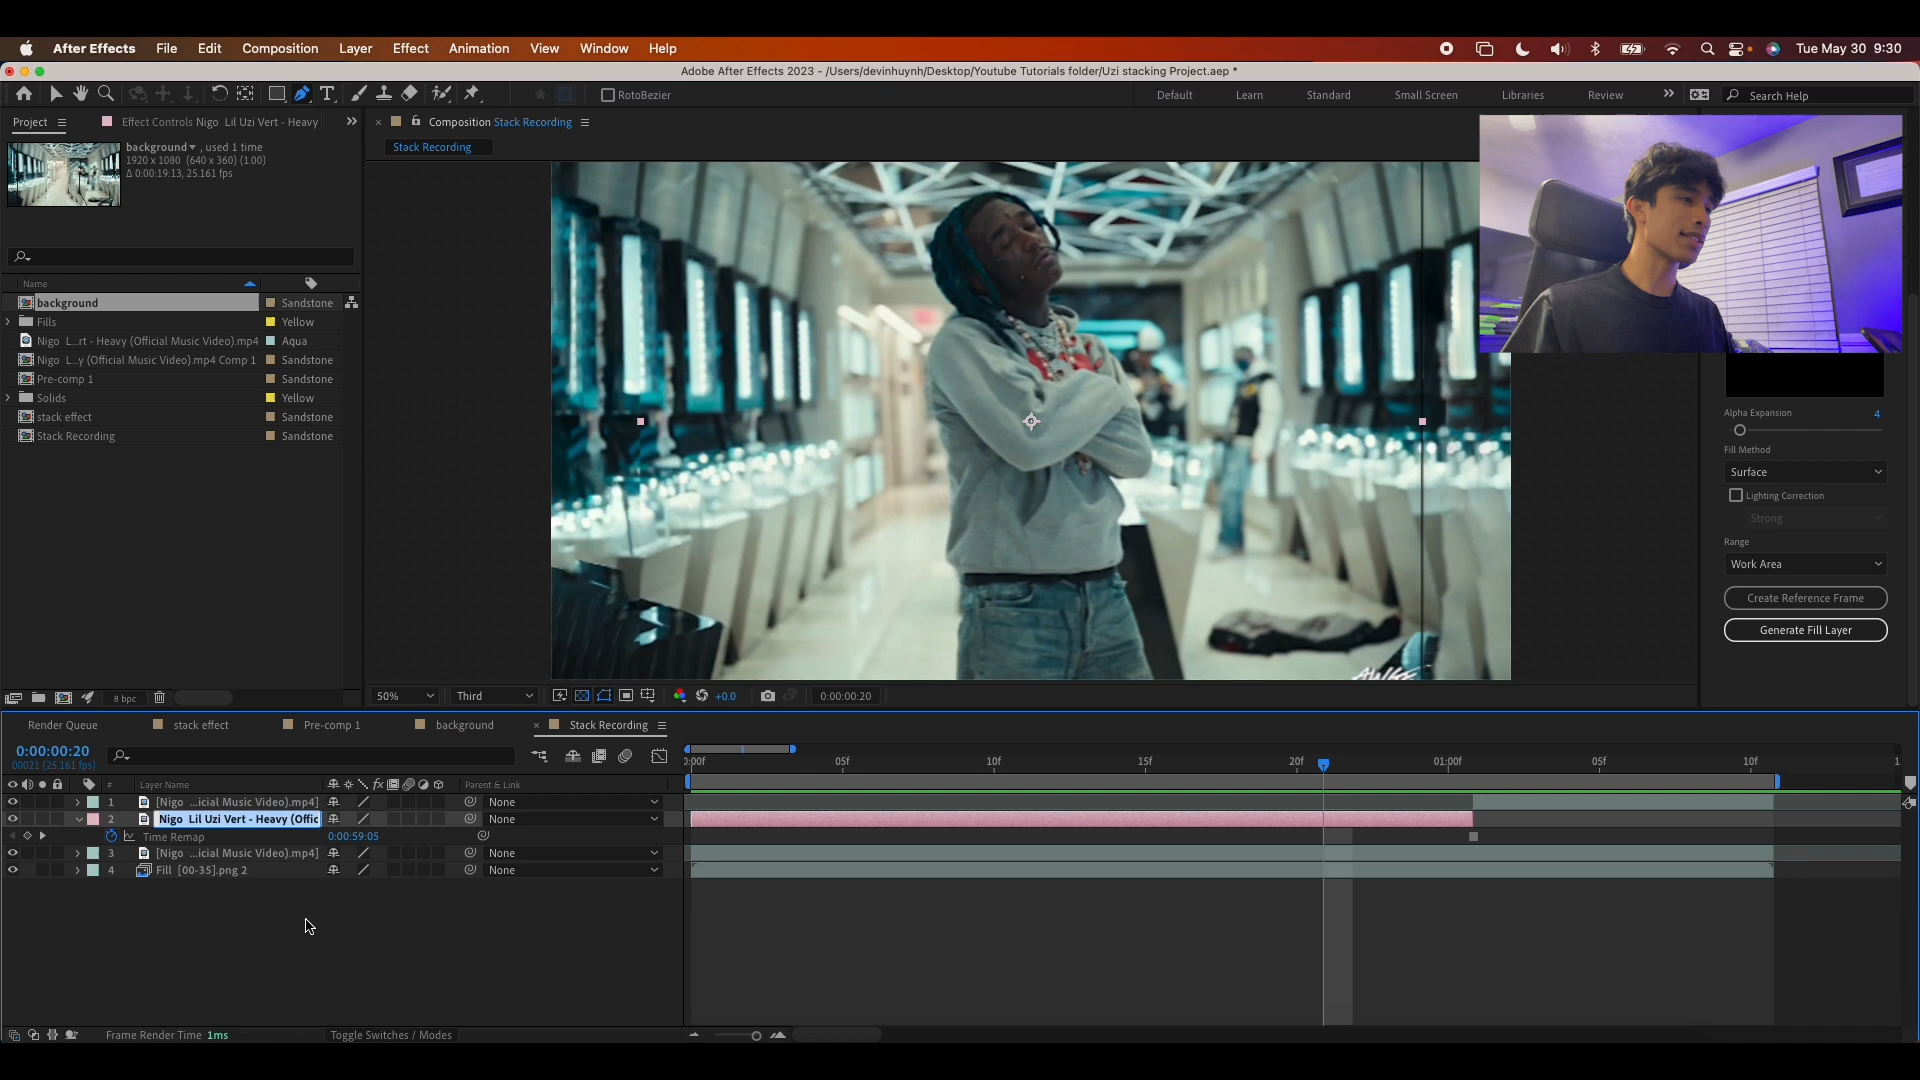 After Effects File Edit Composition Layer Effect Animation View Window Help Tue May 30 9:30
Adobe After Effects 2023 - /Users/devinhuynh/Desktop/Youtube Tutorials folder/Uzi stacking Project.aep *
RotoBezier Default Learn Standard Small Screen Libraries Review Search Help
Project Effect Controls Nigo Lil Uzi Vert - Heavy Composition Stack Recording
Stack Recording
background , used 1 time
1920 x 1080 (640 x 360) (1.00)
Δ 0:00:19:13, 25.161 fps
Name
background Sandstone
Fills Yellow
Nigo L...rt - Heavy (Official Music Video).mp4 Aqua
Nigo L...y (Official Music Video).mp4 Comp 1 Sandstone
Pre-comp 1 Sandstone
Solids Yellow
stack effect Sandstone
Stack Recording Sandstone
AWGE
Alpha Expansion 4
Fill Method
Surface
Lighting Correction
Strong
Range
Work Area
Create Reference Frame
Generate Fill Layer
8 bpc 50% Third +0.0 0:00:00:20
Render Queue stack effect Pre-comp 1 background Stack Recording
0:00:00:20
00021 (25.161 fps)
:00f 05f 10f 15f 20f 01:00f 05f 10f 1
# Layer Name fx Parent & Link
1 [Nigo ...icial Music Video).mp4] None
2 Nigo Lil Uzi Vert - Heavy (Offic None
Time Remap 0:00:59:05
3 [Nigo ...icial Music Video).mp4] None
4 Fill [00-35].png 2 None
Frame Render Time 1ms Toggle Switches / Modes